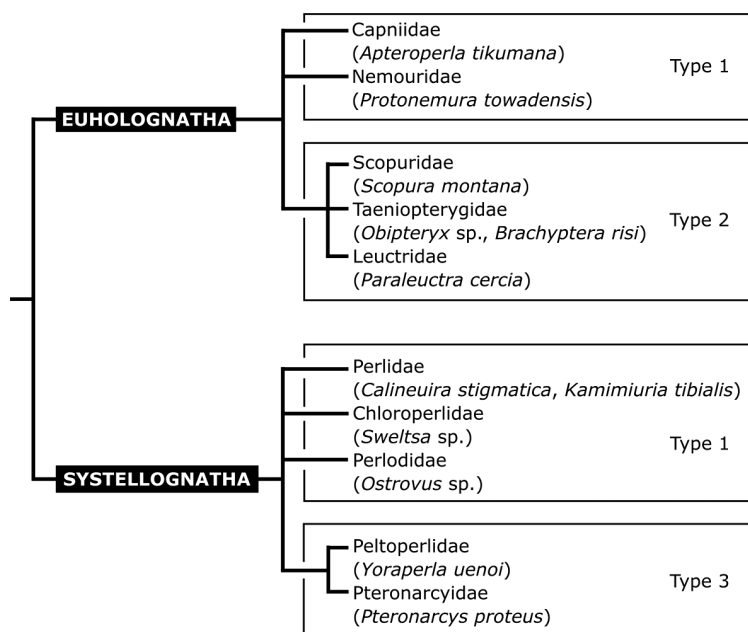 Capniidae
(Apteroperla tikumana)
Type 1
Nemouridae
(Protonemura towadensis)
EUHOLOGNATHA
Scopuridae
(Scopura montana)
Taeniopterygidae
Type 2
(Obipteryx sp., Brachyptera risi)
Leuctridae
(Paraleuctra cercia)
Perlidae
(Calineuira stigmatica, Kamimiuria tibialis)
Chloroperlidae
(Sweltsa sp.)
Type 1
Perlodidae
SYSTELLOGNATHA
(Ostrovus sp.)
Peltoperlidae
(Yoraperla uenoi)
Type 3
Pteronarcyidae
(Pteronarcys proteus)